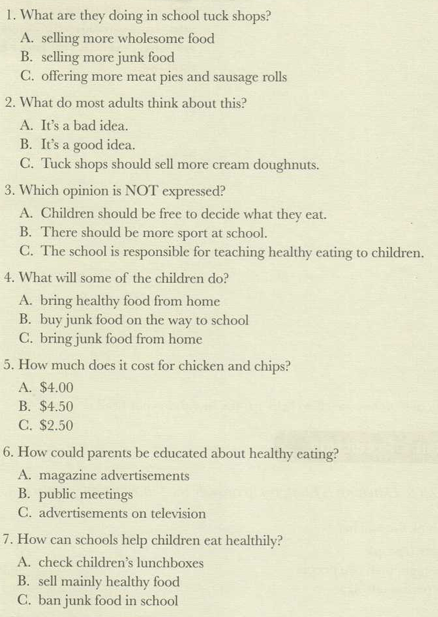 1. What are they doing in school tuck shops?
A. selling more wholesome food
B. selling more junk food
C. offering more meat pies and sausage rolls
2. What do most adults think about this?
A. It's a bad idea.
B. It's a good idea.
C. Tuck shops should sell more cream doughnuts.
3. Which opinion is NOT expressed?
A. Children should be free to decide what they eat.
B. There should be more sport at school.
C. The school is responsible for teaching healthy eating to children.
4. What will some of the children do?
A. bring healthy food from home
B. buy junk food on the way to school
C. bring junk food from home
5. How much does it cost for chicken and chips?
A. $4.00
B. $4.50
C. $2.50
6. How could parents be educated about healthy eating?
A. magazine advertisements
B. public meetings
C. advertisements on television
7. How can schools help children eat healthily?
A. check children's lunchboxes
B. sell mainly healthy food
C. ban junk food in school